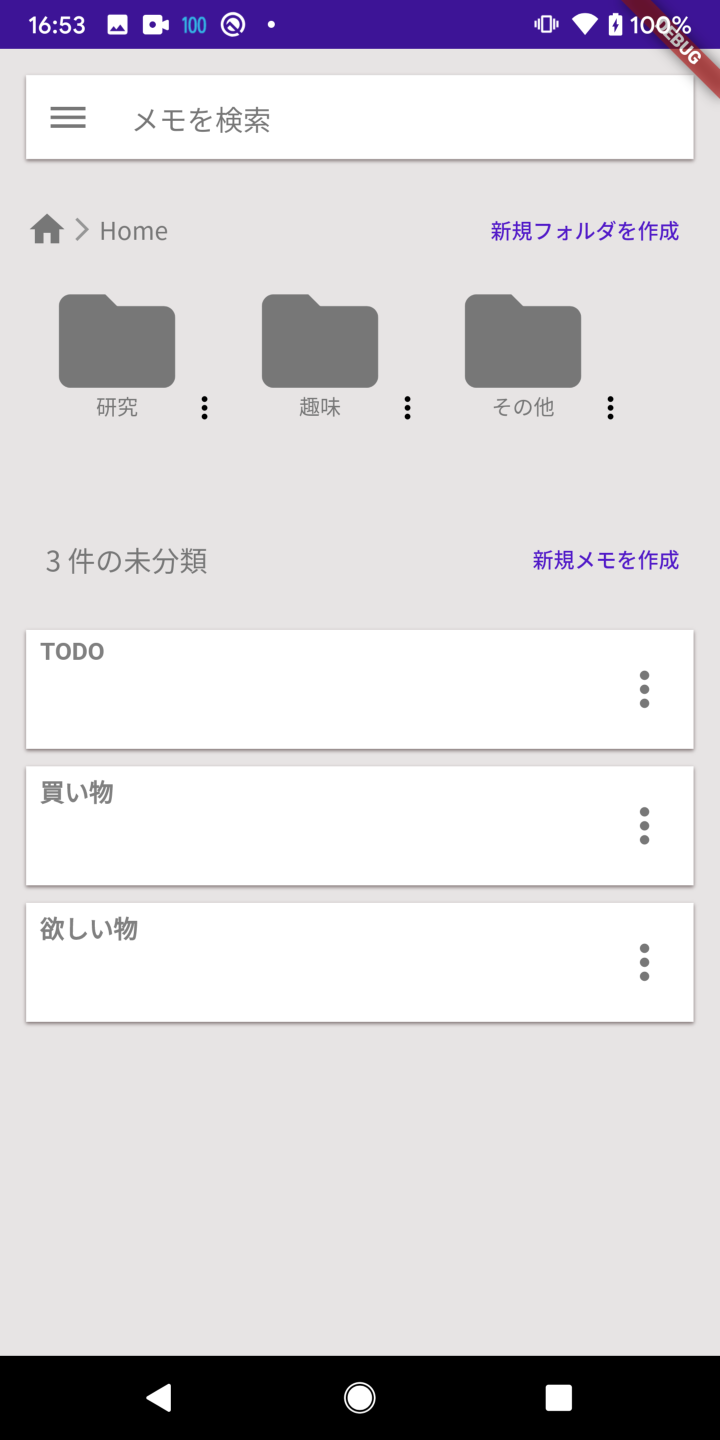 16:53 100 100%
DEBUG
メモを検索
Home 新規フォルダを作成
研究 趣味 その他
3 件の未分類 新規メモを作成
TODO
買い物
欲しい物